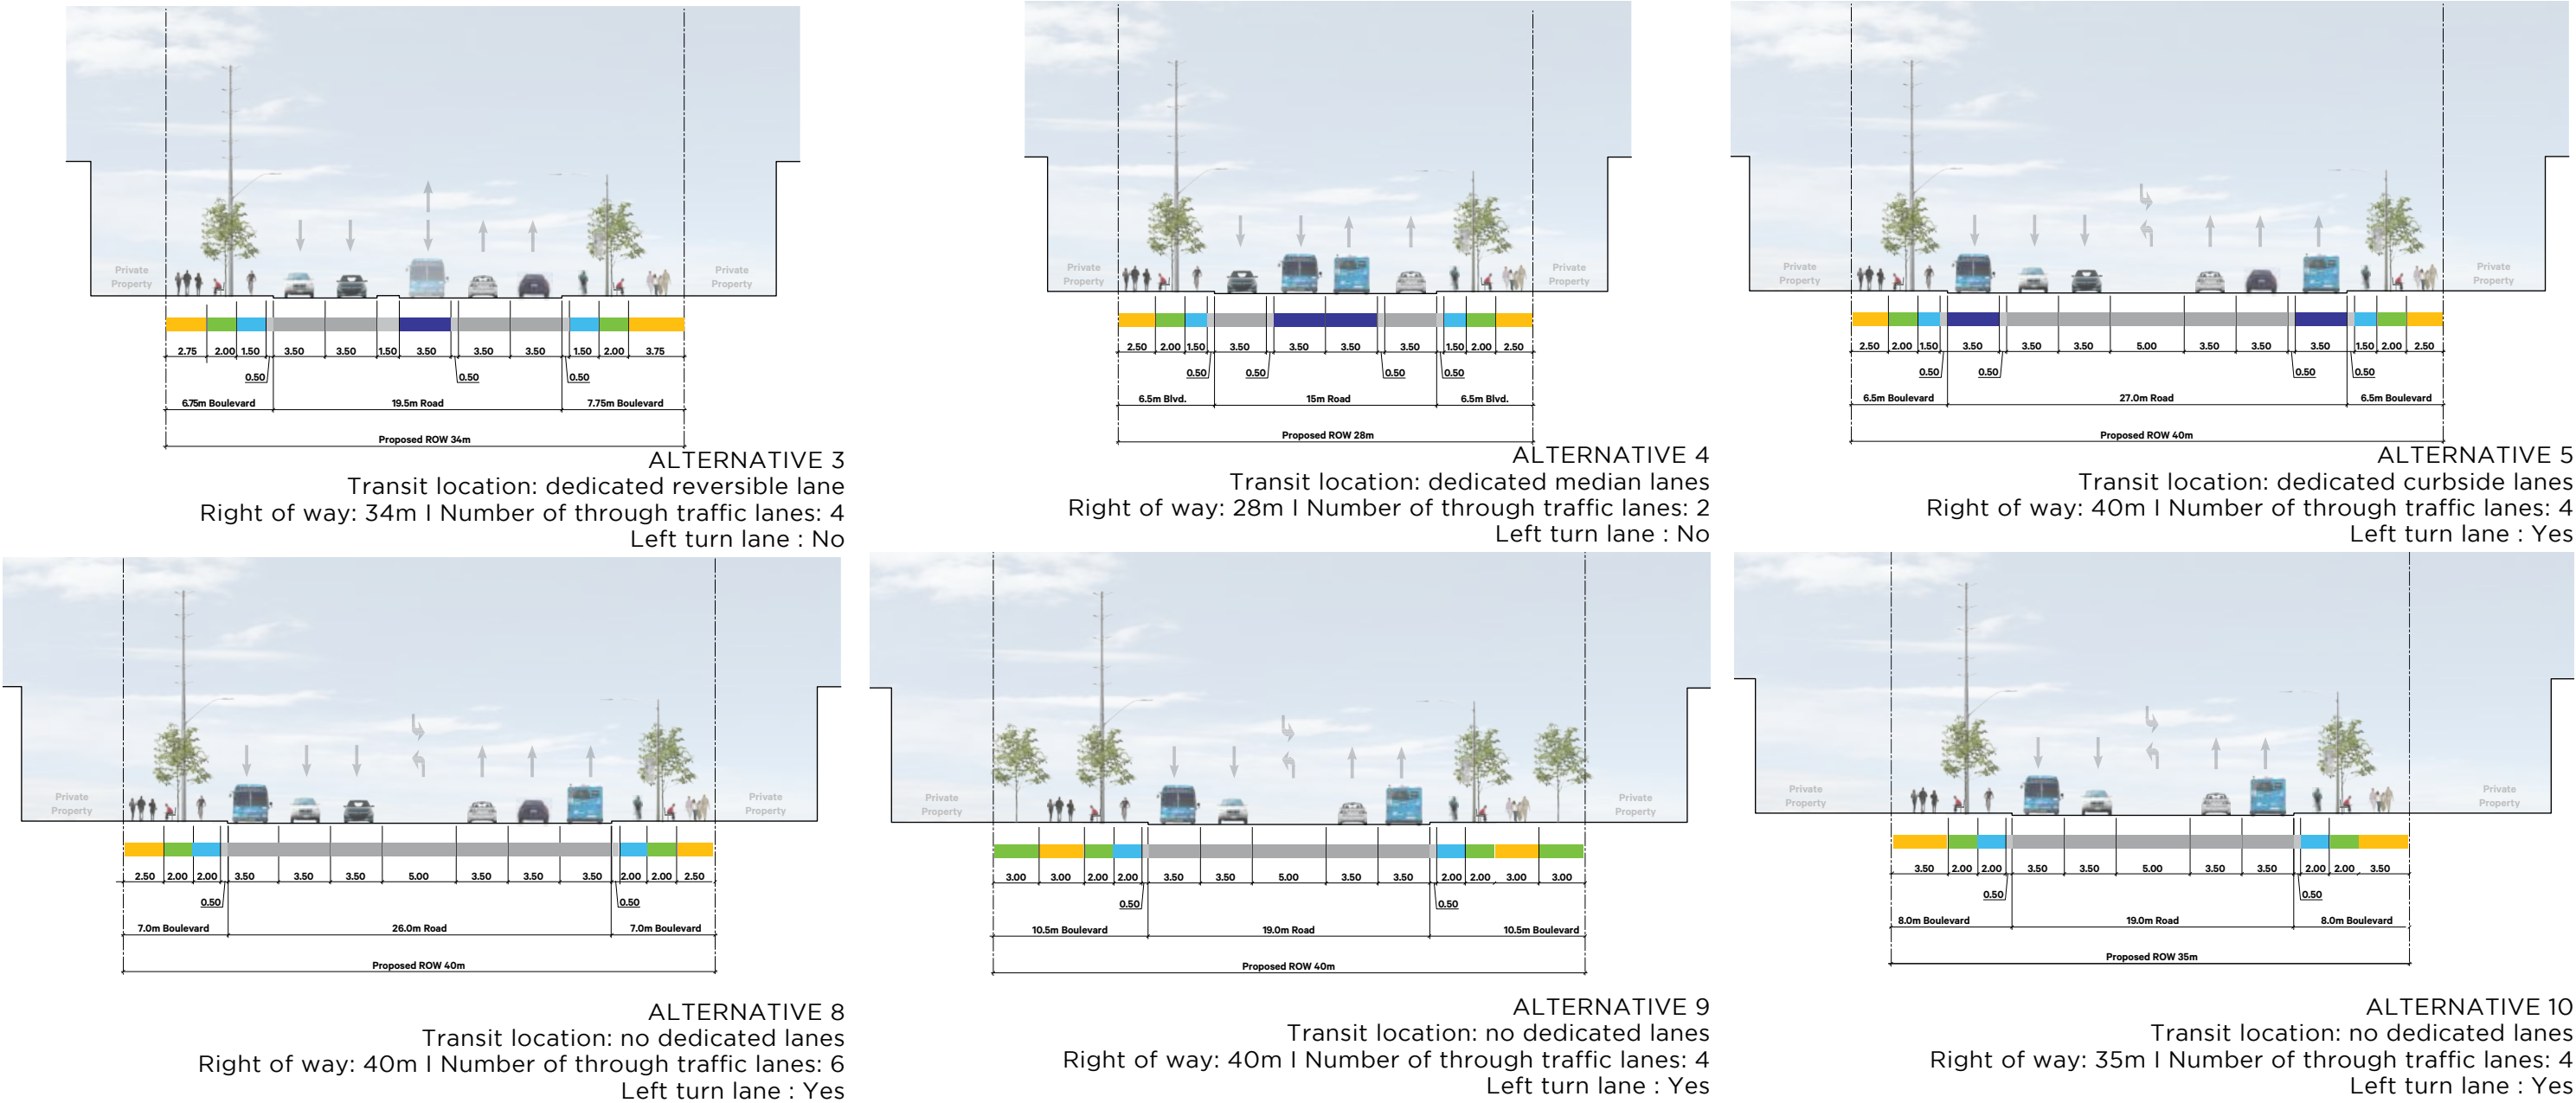 Private
Property
Private
Property
2.75 2.00 1.50 3.50 3.50 1.50 3.50 3.50 3.50 1.50 2.00 3.75
0.50 0.50 0.50
6.75m Boulevard 19.5m Road 7.75m Boulevard
Proposed ROW 34m
ALTERNATIVE 3
Transit location: dedicated reversible lane
Right of way: 34m I Number of through traffic lanes: 4
Left turn lane : No
Private
Property
Private
Property
2.50 2.00 1.50 3.50 3.50 3.50 3.50 1.50 2.00 2.50
0.50 0.50 0.50 0.50
6.5m Blvd. 15m Road 6.5m Blvd.
Proposed ROW 28m
ALTERNATIVE 4
Transit location: dedicated median lanes
Right of way: 28m I Number of through traffic lanes: 2
Left turn lane : No
Private
Property
Private
Property
2.50 2.00 1.50 3.50 3.50 3.50 5.00 3.50 3.50 3.50 1.50 2.00 2.50
0.50 0.50 0.50 0.50
6.5m Boulevard 27.0m Road 6.5m Boulevard
Proposed ROW 40m
ALTERNATIVE 5
Transit location: dedicated curbside lanes
Right of way: 40m I Number of through traffic lanes: 4
Left turn lane : Yes
Private
Property
Private
Property
2.50 2.00 2.00 3.50 3.50 3.50 5.00 3.50 3.50 3.50 2.00 2.00 2.50
0.50 0.50
7.0m Boulevard 26.0m Road 7.0m Boulevard
Proposed ROW 40m
ALTERNATIVE 8
Transit location: no dedicated lanes
Right of way: 40m I Number of through traffic lanes: 6
Left turn lane : Yes
Private
Property
Private
Property
3.00 3.00 2.00 2.00 3.50 3.50 5.00 3.50 3.50 2.00 2.00 3.00 3.00
0.50 0.50
10.5m Boulevard 19.0m Road 10.5m Boulevard
Proposed ROW 40m
ALTERNATIVE 9
Transit location: no dedicated lanes
Right of way: 40m I Number of through traffic lanes: 4
Left turn lane : Yes
Private
Property
Private
Property
3.50 2.00 2.00 3.50 3.50 5.00 3.50 3.50 2.00 2.00 3.50
0.50 0.50
8.0m Boulevard 19.0m Road 8.0m Boulevard
Proposed ROW 35m
ALTERNATIVE 10
Transit location: no dedicated lanes
Right of way: 35m I Number of through traffic lanes: 4
Left turn lane : Yes